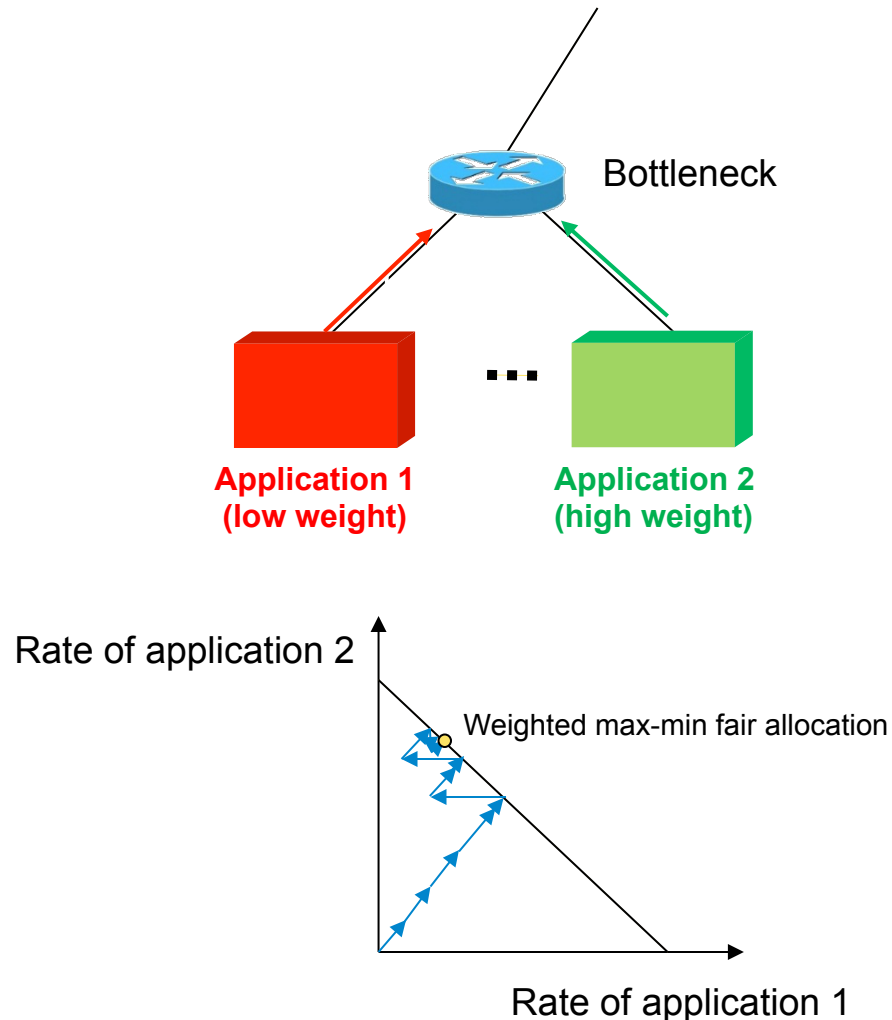 Bottleneck
Application 1
(low weight)
Application 2
(high weight)
Rate of application 2
Weighted max-min fair allocation
Rate of application 1